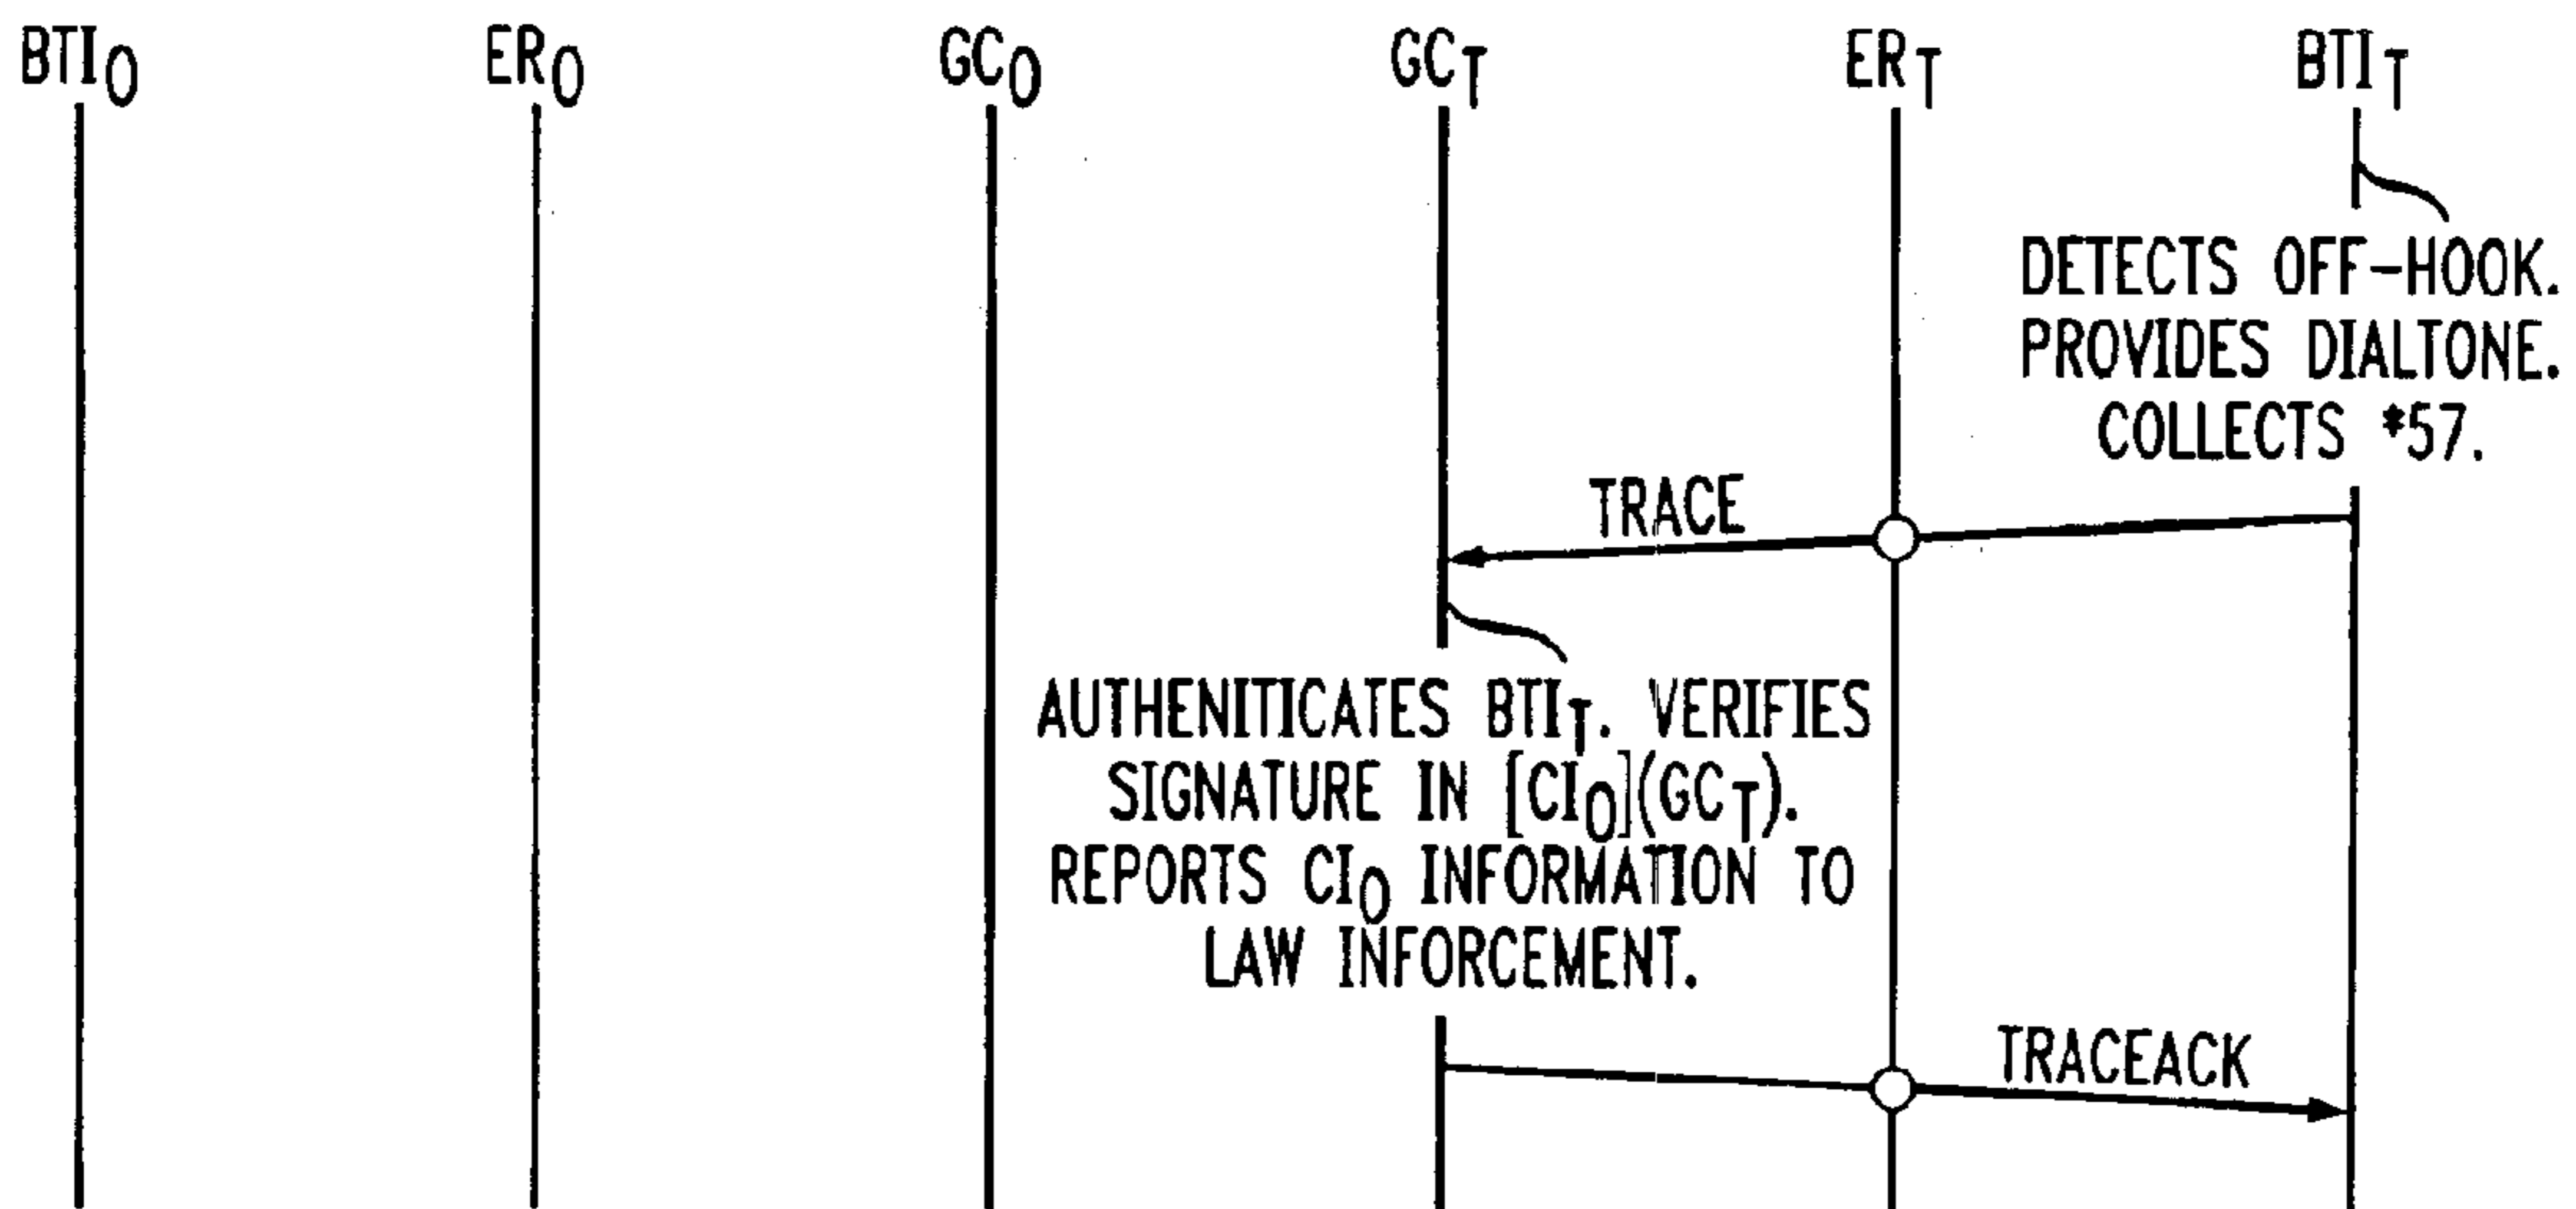 BTIO ERO GCO GCT ERT BTIT
DETECTS OFF-HOOK.
PROVIDES DIALTONE.
COLLECTS *57.
TRACE
AUTHENITICATES BTIT. VERIFIES
SIGNATURE IN [CIO](GCT).
REPORTS CIO INFORMATION TO
LAW INFORCEMENT.
TRACEACK